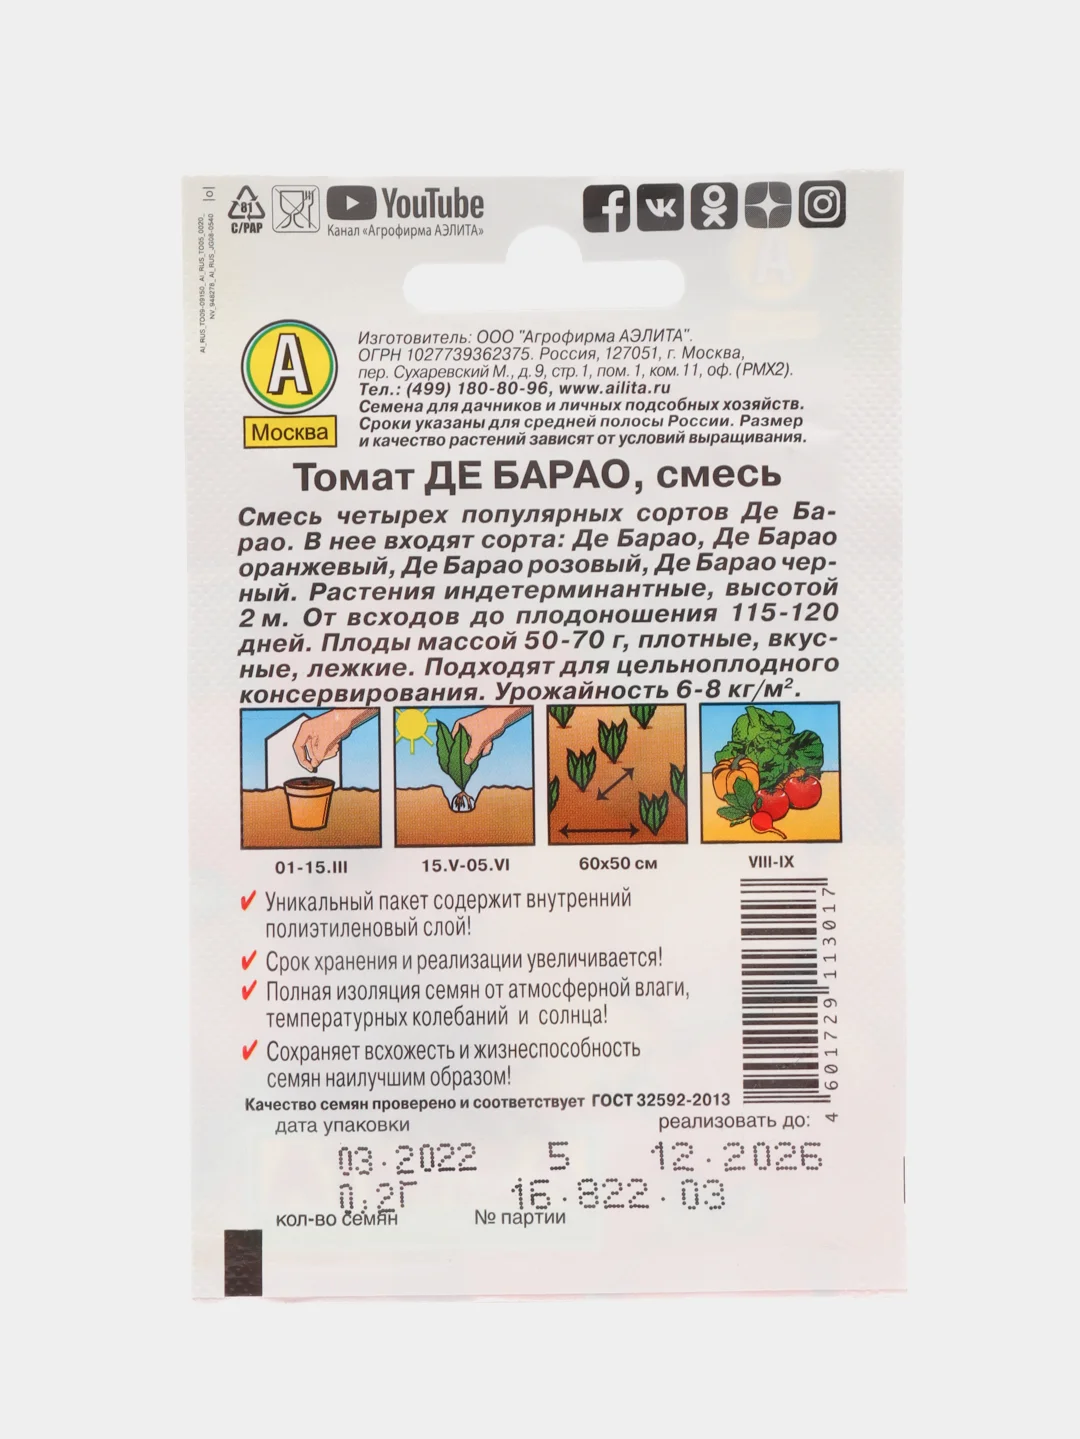 81
C/PAP
YouTube
Канал «Агрофирма АЭЛИТА»
А
Москва
Изготовитель: ООО "Агрофирма АЭЛИТА".
ОГРН 1027739362375. Россия, 127051, г. Москва,
пер. Сухаревский М., д. 9, стр. 1, пом. 1, ком. 11, оф. (РМХ2).
Тел.: (499) 180-80-96, www.ailita.ru
Семена для дачников и личных подсобных хозяйств.
Сроки указаны для средней полосы России. Размер
и качество растений зависят от условий выращивания.
Томат ДЕ БАРАО, смесь
Смесь четырех популярных сортов Де Ба-
рао. В нее входят сорта: Де Барао, Де Барао
оранжевый, Де Барао розовый, Де Барао чер-
ный. Растения индетерминантные, высотой
2 м. От всходов до плодоношения 115-120
дней. Плоды массой 50-70 г, плотные, вкус-
ные, лежкие. Подходят для цельноплодного
консервирования. Урожайность 6-8 кг/м².
01-15.III
15.V-05.VI
60x50 см
VIII-IX
Уникальный пакет содержит внутренний
полиэтиленовый слой!
Срок хранения и реализации увеличивается!
Полная изоляция семян от атмосферной влаги,
температурных колебаний и солнца!
Сохраняет всхожесть и жизнеспособность
семян наилучшим образом!
4 601729 113017
Качество семян проверено и соответствует ГОСТ 32592-2013
дата упаковки
реализовать до:
03.2022 5 12.2026
0.2Г 16.822.03
кол-во семян
№ партии